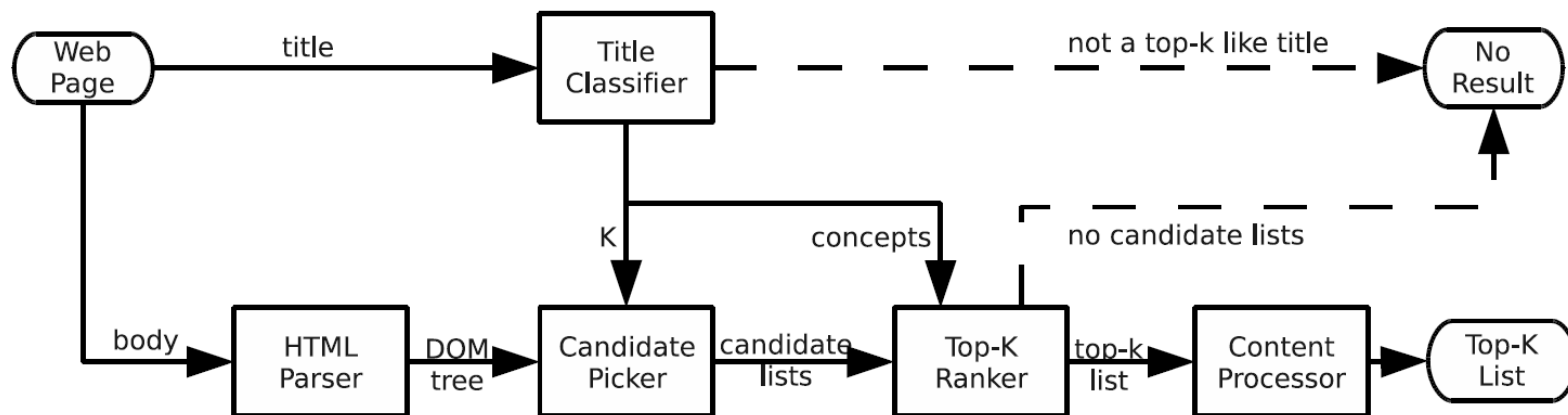 Web
Page
title
Title
Classifier
not a top-k like title
No
Result
K
concepts
no candidate lists
body
HTML
Parser
DOM
tree
Candidate
Picker
candidate
lists
Top-K
Ranker
top-k
list
Content
Processor
Top-K
List